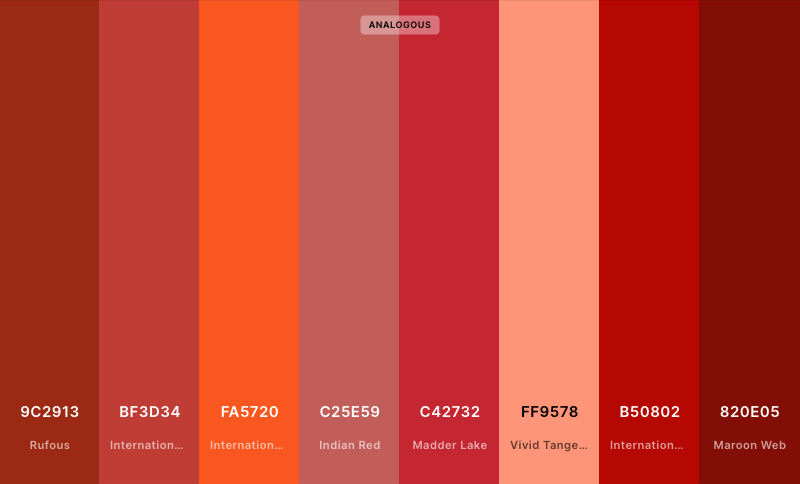 ANALOGOUS
9C2913 BF3D34 FA5720 C25E59 C42732 FF9578 B50802 820E05
Rufous Internation... Internation... Indian Red Madder Lake Vivid Tange... Internation... Maroon Web